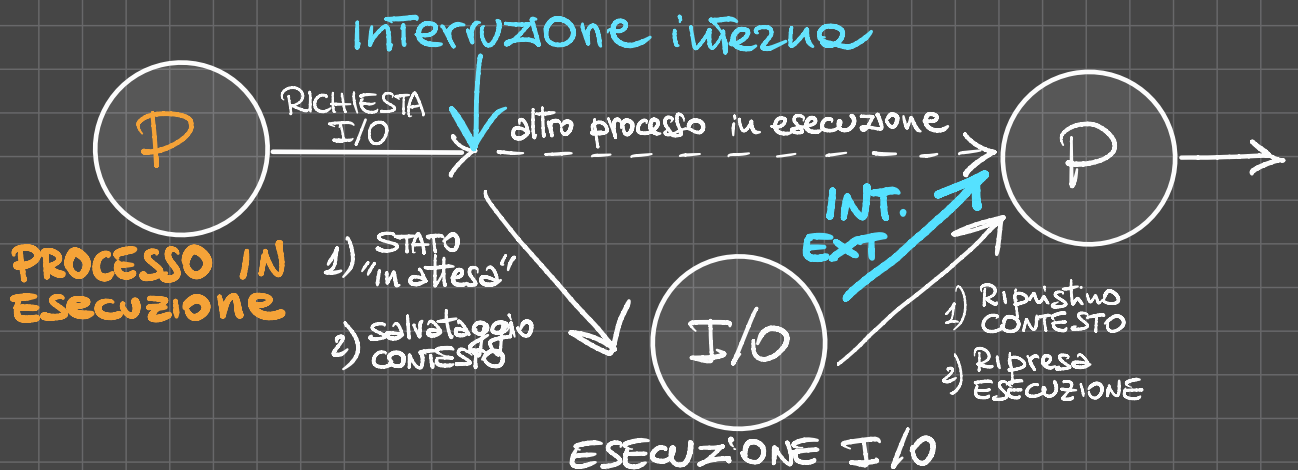 Interruzione interna
P
RICHIESTA
I/O
altro processo in esecuzione
P
PROCESSO IN
Esecuzione
1) STATO
"in attesa"
2) salvataggio
CONTESTO
INT.
EXT
I/O
1) Ripristino
CONTESTO
2) Ripresa
ESECUZIONE
ESECUZIONE I/O